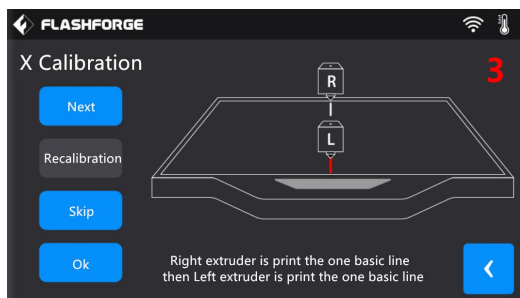 FLASHFORGE
X Calibration
3
Next
Recalibration
Skip
Ok
R
L
Right extruder is print the one basic line
then Left extruder is print the one basic line